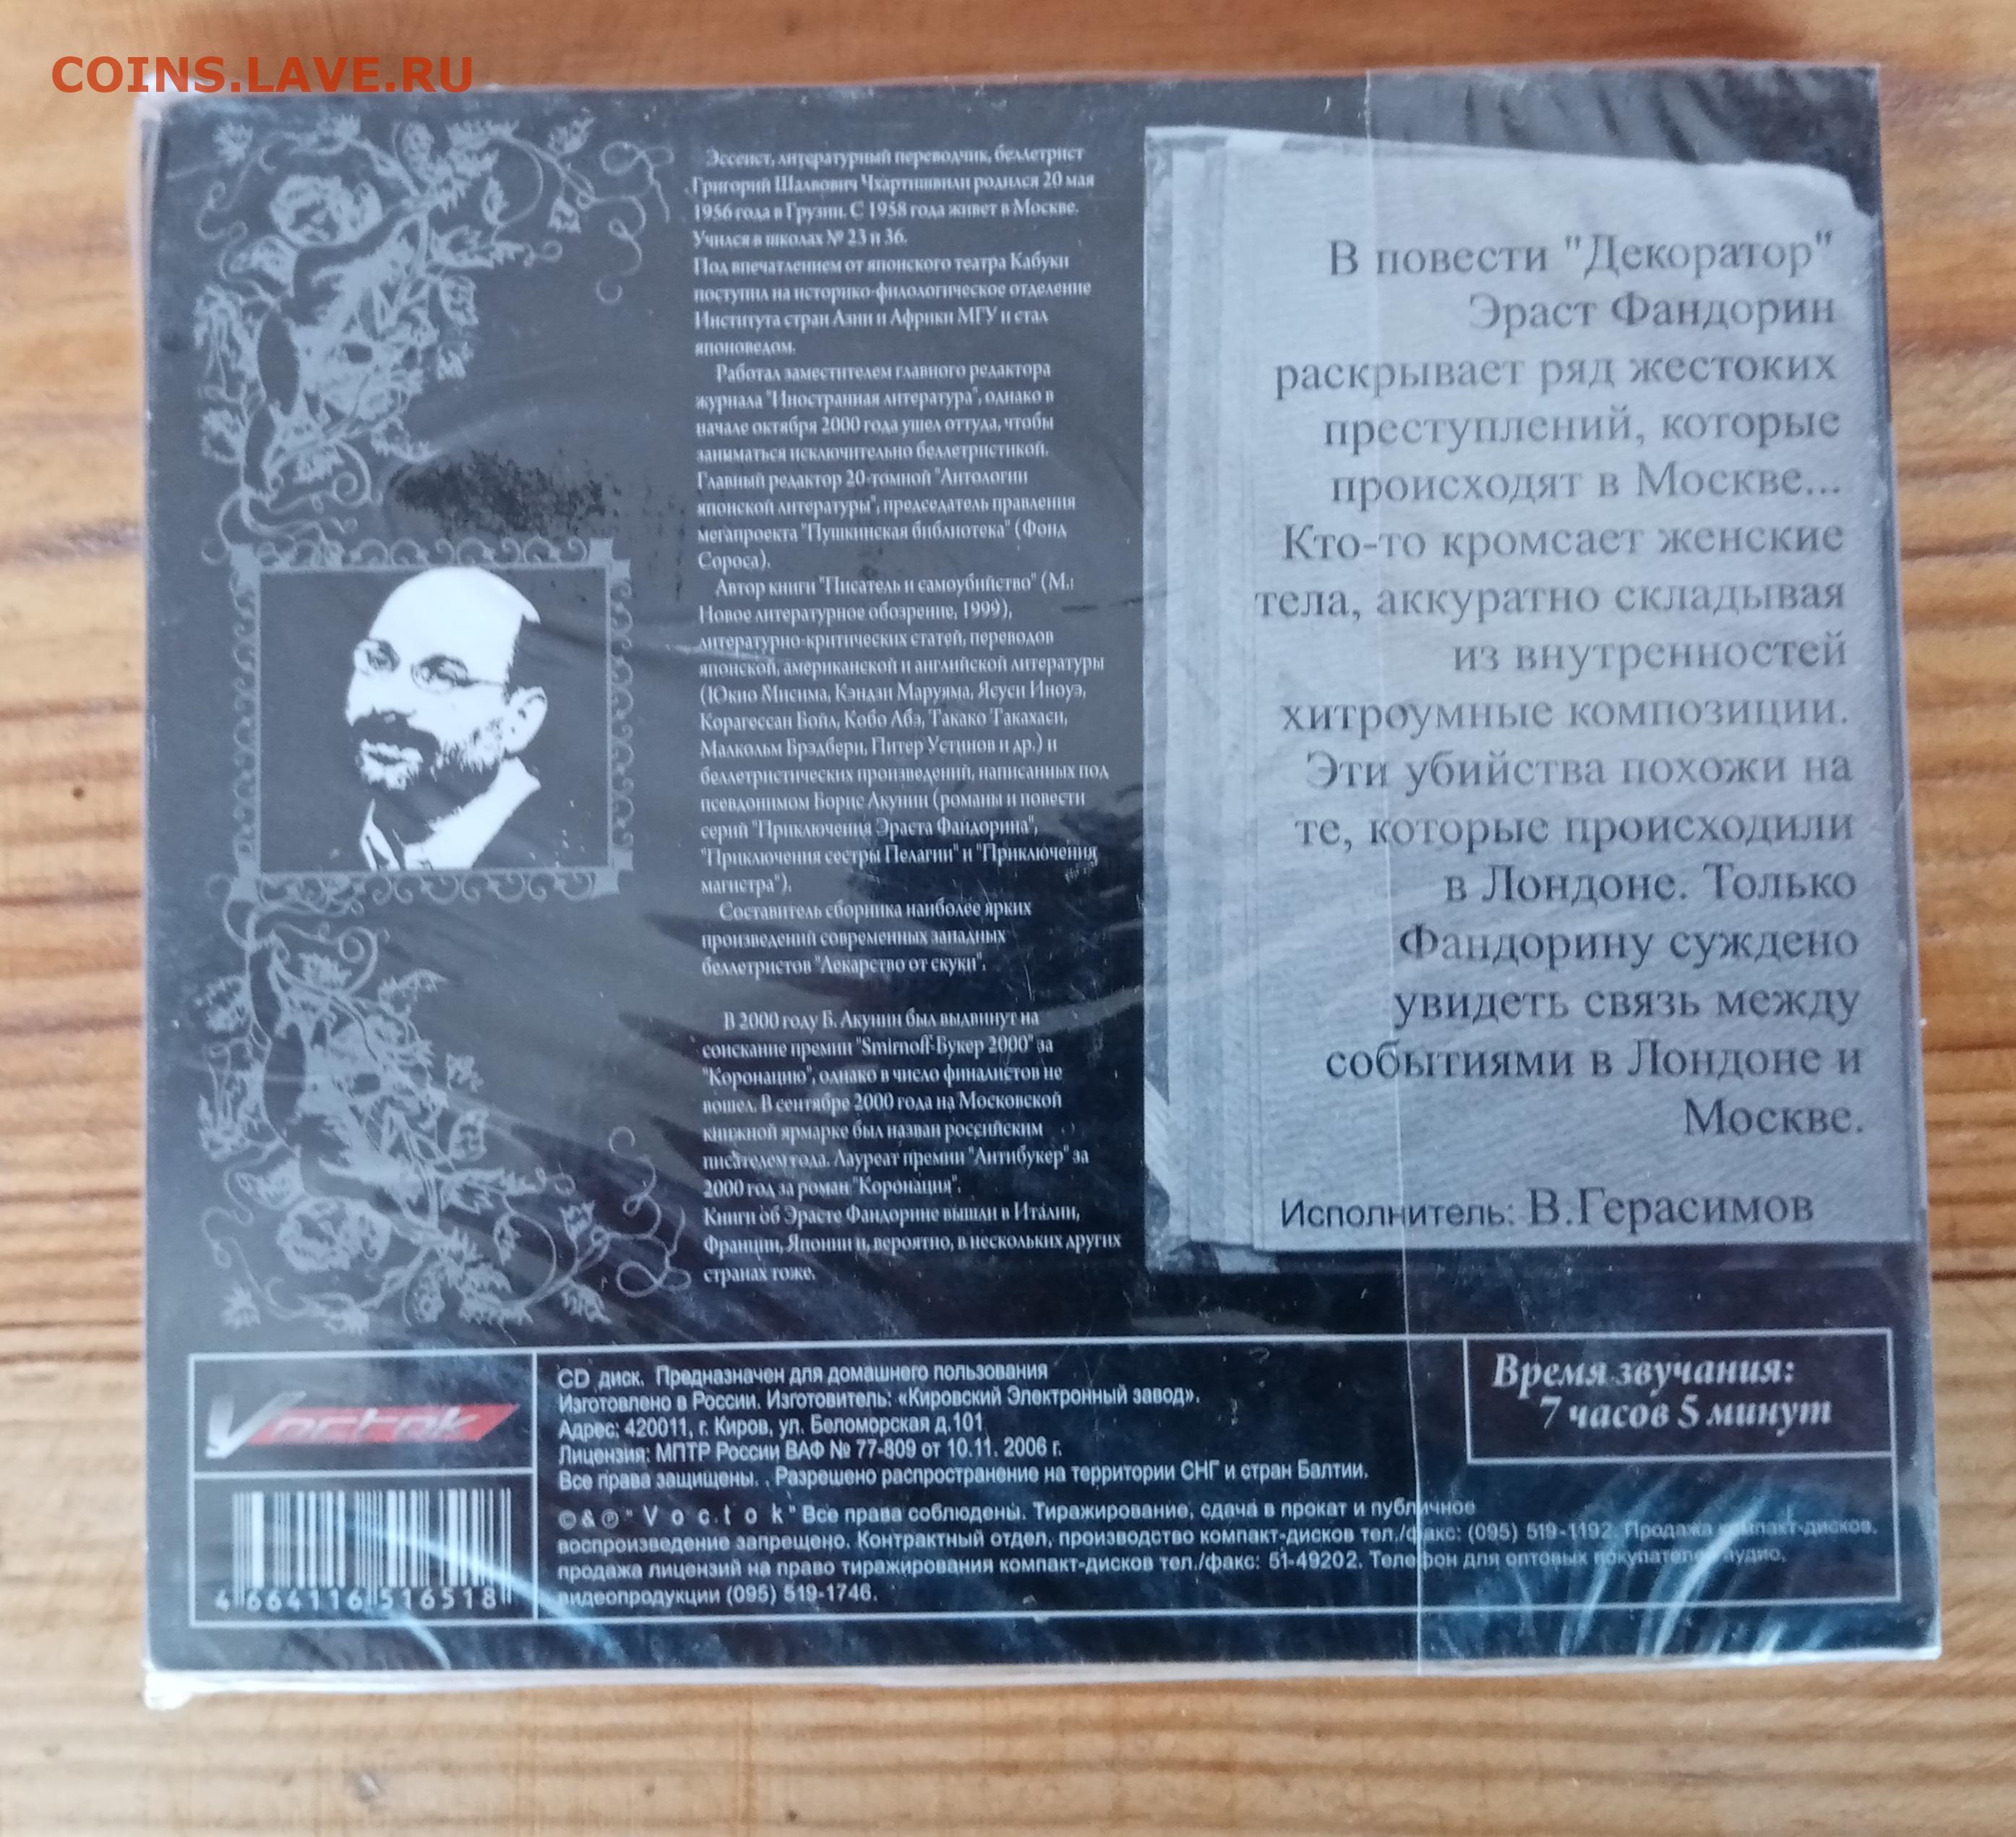 COINS.LAVE.RU
Эссеист, литературный переводчик, беллетрист
Григорий Шалвович Чхартишвили родился 20 мая
1956 года в Грузии. С 1958 года живет в Москве.
Учился в школах № 23 и 36.
Под впечатлением от японского театра Кабуки
поступил на историко-филологическое отделение
Института стран Азии и Африки МГУ и стал
японоведом.
Работал заместителем главного редактора
журнала "Иностранная литература", однако в
начале октября 2000 года ушел оттуда, чтобы
заниматься исключительно беллетристикой.
Главный редактор 20-томной "Антологии
японской литературы", председатель правления
мегапроекта "Пушкинская библиотека" (Фонд
Сороса).
Автор книги "Писатель и самоубийство" (М.:
Новое литературное обозрение, 1999),
литературно-критических статей, переводов
японской, американской и английской литературы
(Юкио Мисима, Кэндзи Маруяма, Ясуси Иноуэ,
Корагессан Бойл, Кобо Абэ, Такако Такахаси,
Малкольм Брэдбери, Питер Устинов и др.) и
беллетристических произведений, написанных под
псевдонимом Борис Акунин (романы и повести
серий "Приключения Эраста Фандорина",
"Приключения сестры Пелагии" и "Приключения
магистра").
Составитель сборника наиболее ярких
произведений современных западных
беллетристов "Лекарство от скуки".
В 2000 году Б. Акунин был выдвинут на
соискание премии "Smirnoff-Букер 2000" за
"Коронацию", однако в число финалистов не
вошел. В сентябре 2000 года на Московской
книжной ярмарке был назван российским
писателем года. Лауреат премии "Антибукер" за
2000 год за роман "Коронация".
Книги об Эрасте Фандорине вышли в Италии,
Франции, Японии и, вероятно, в нескольких других
странах тоже.
В повести "Декоратор"
Эраст Фандорин
раскрывает ряд жестоких
преступлений, которые
происходят в Москве...
Кто-то кромсает женские
тела, аккуратно складывая
из внутренностей
хитроумные композиции.
Эти убийства похожи на
те, которые происходили
в Лондоне. Только
Фандорину суждено
увидеть связь между
событиями в Лондоне и
Москве.
Исполнитель: В.Герасимов
Vostok
4 664116 516518
CD диск. Предназначен для домашнего пользования
Изготовлено в России. Изготовитель: «Кировский Электронный завод».
Адрес: 420011, г. Киров, ул. Беломорская д.101
Лицензия: МПТР России ВАФ № 77-809 от 10.11. 2006 г.
Все права защищены. . Разрешено распространение на территории СНГ и стран Балтии.
©&℗ "V o c t o k" Все права соблюдены. Тиражирование, сдача в прокат и публичное
воспроизведение запрещено. Контрактный отдел, производство компакт-дисков тел./факс: (095) 519-1192. Продажа компакт-дисков,
продажа лицензий на право тиражирования компакт-дисков тел./факс: 51-49202. Телефон для оптовых покупателей аудио,
видеопродукции (095) 519-1746.
Время звучания:
7 часов 5 минут